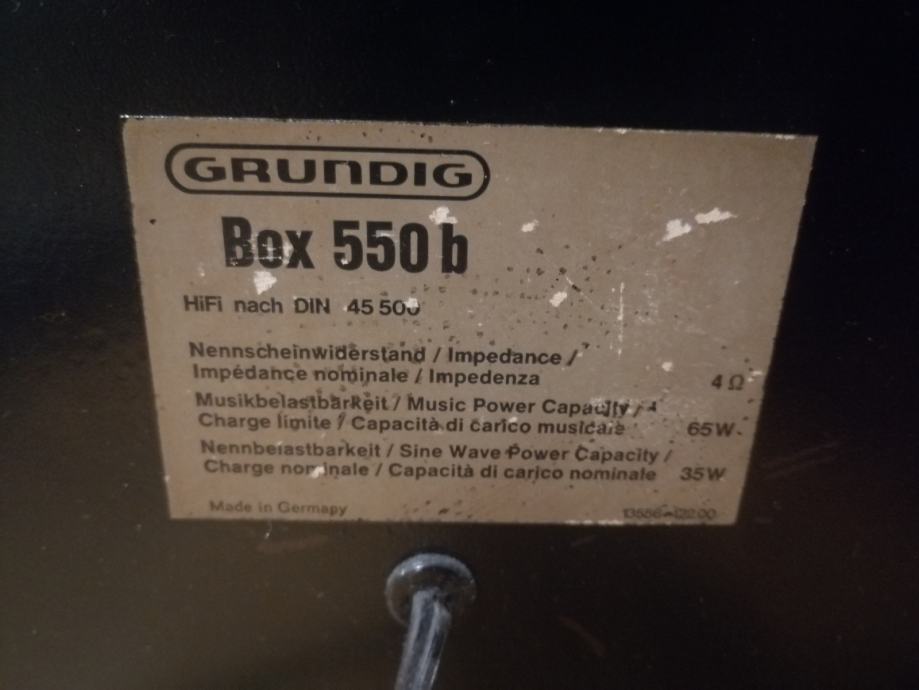 GRUNDIG
Box 550 b
HiFi nach DIN 45 500
Nennscheinwiderstand / Impedance /
Impédance nominale / Impedenza 4 Ω
Musikbelastbarkeit / Music Power Capacity /
Charge limite / Capacità di carico musicale 65W
Nennbelastbarkeit / Sine Wave Power Capacity /
Charge nominale / Capacità di carico nominale 35W
Made in Germany